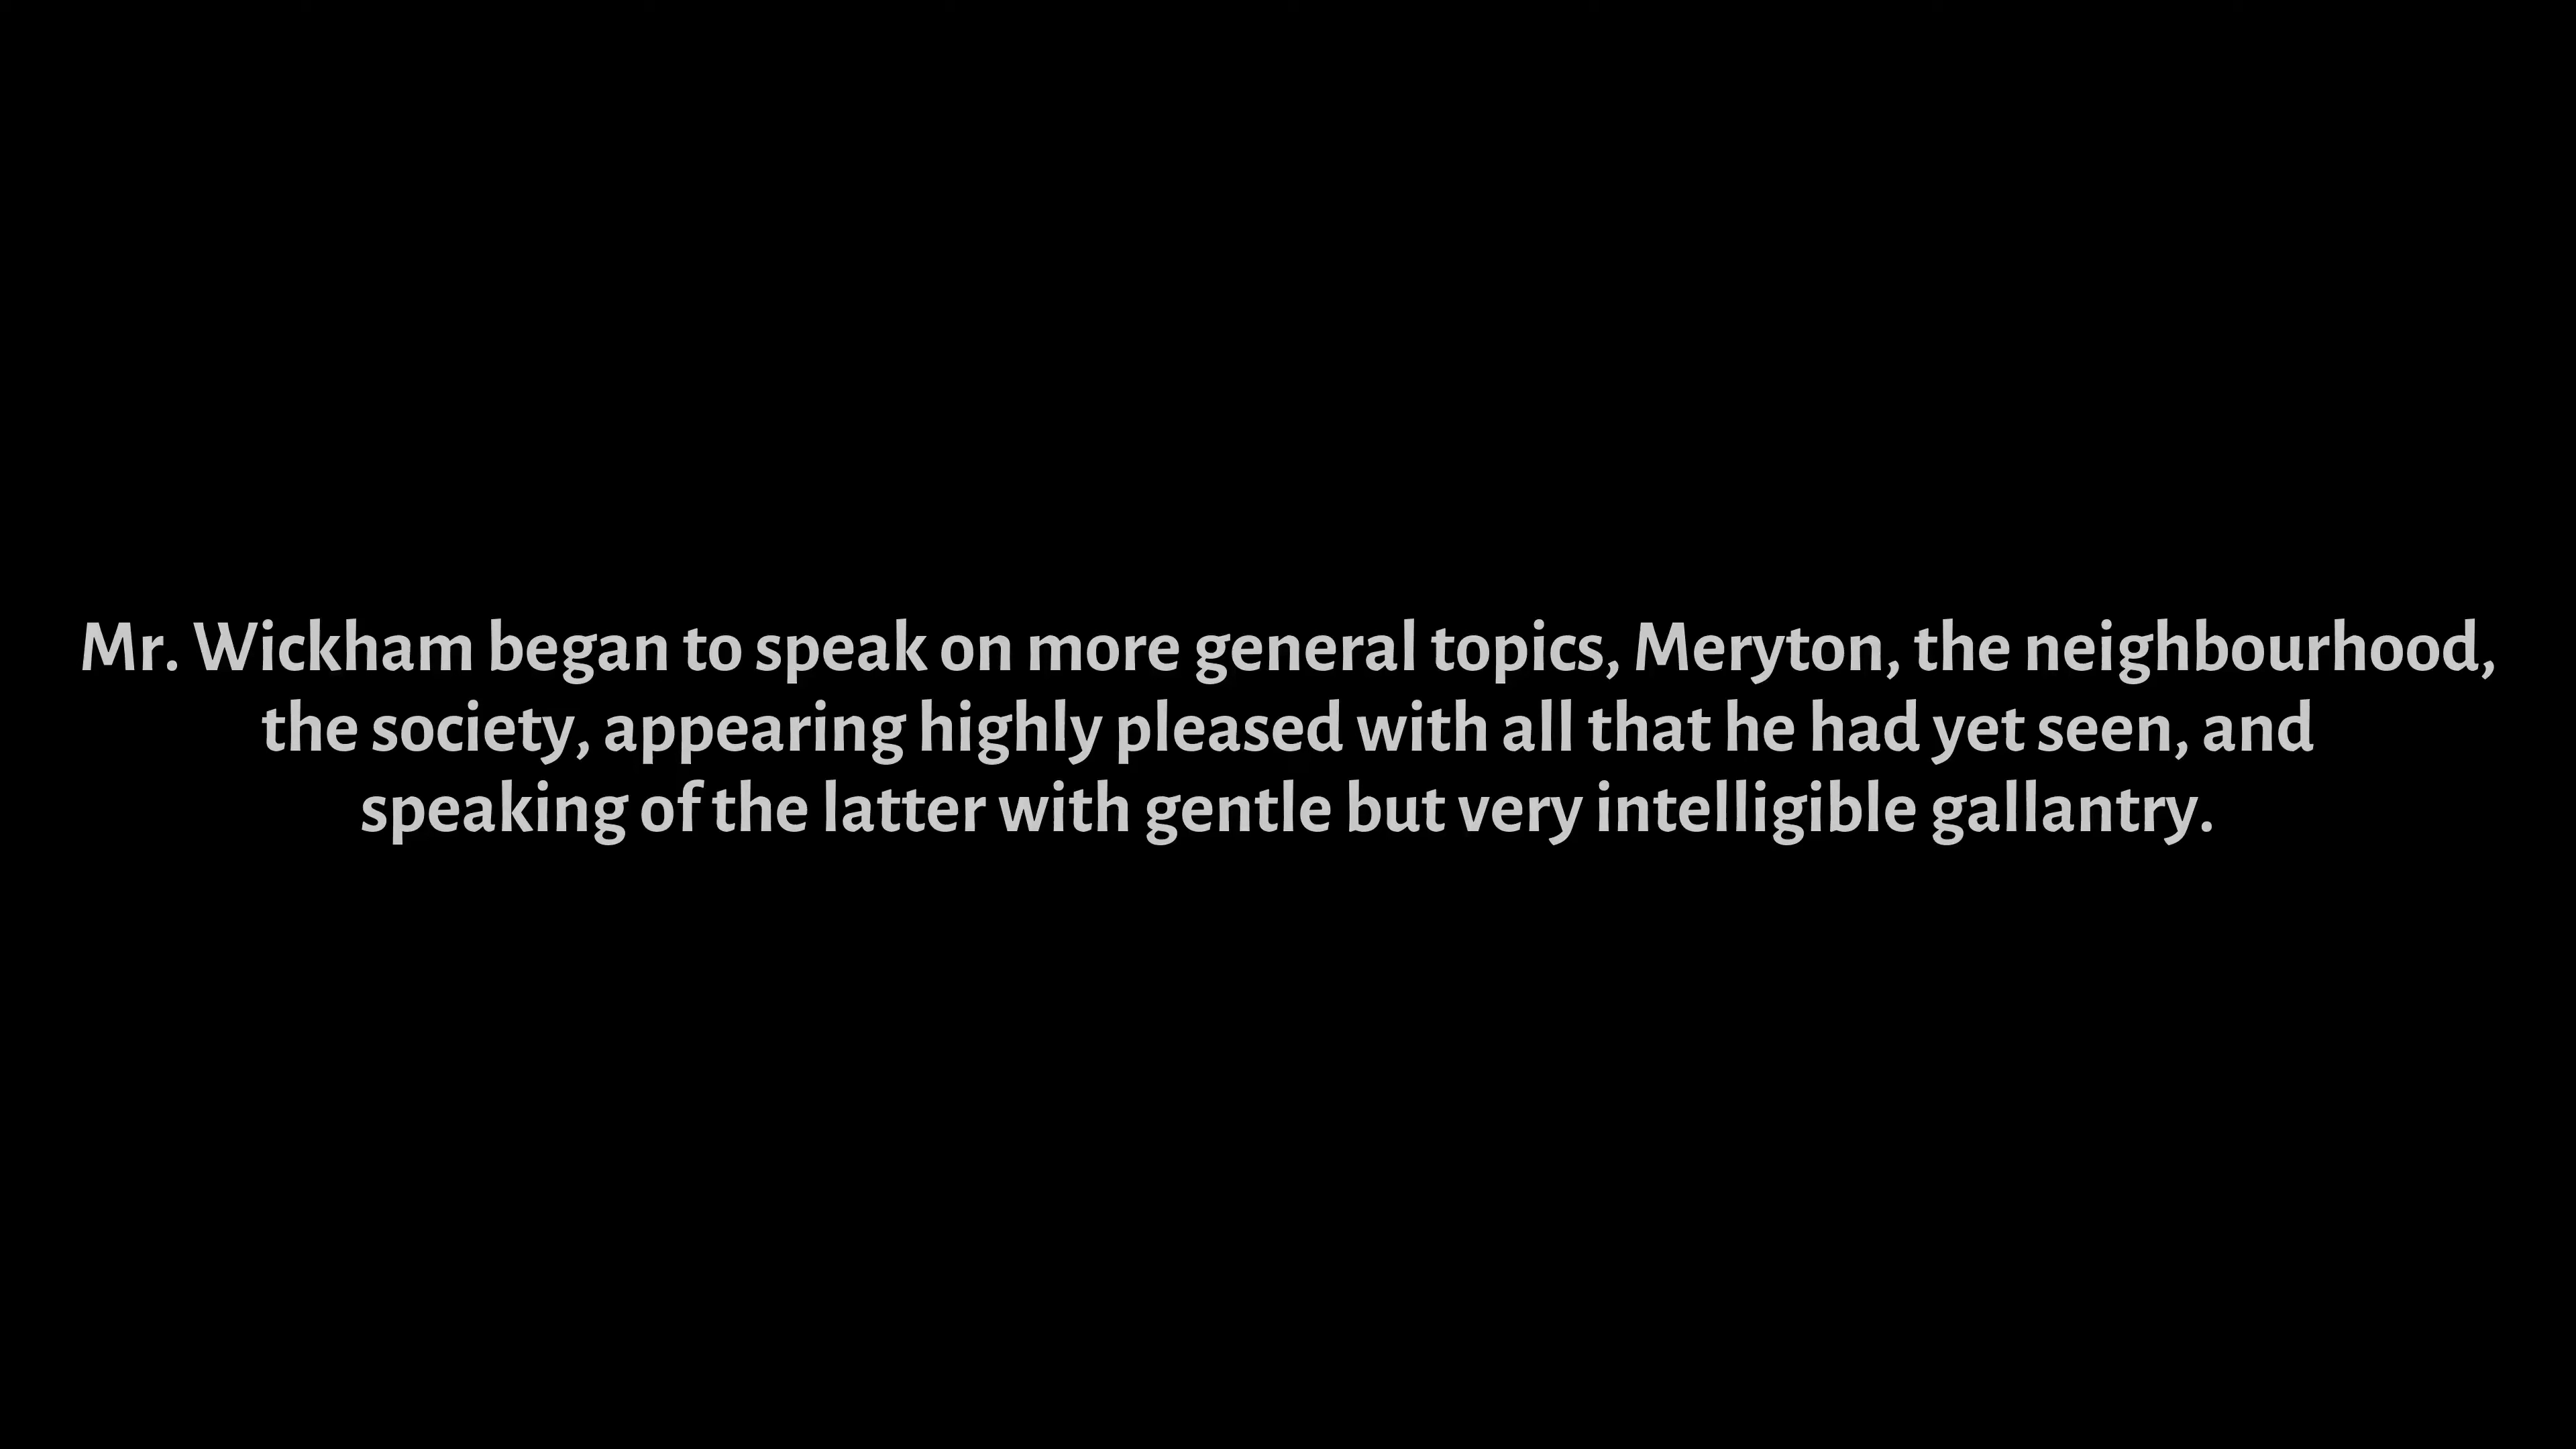 Mr. Wickham began to speak on more general topics, Meryton, the neighbourhood,
the society, appearing highly pleased with all that he had yet seen, and
speaking of the latter with gentle but very intelligible gallantry.